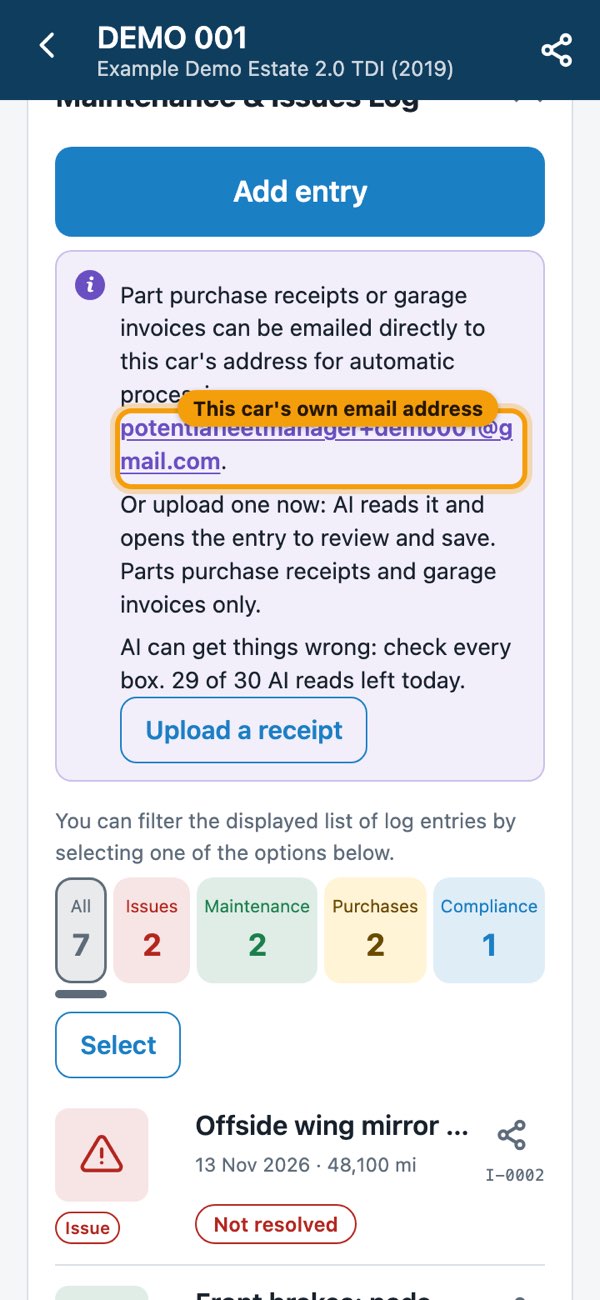 DEMO 001
Example Demo Estate 2.0 TDI (2019)
Maintenance & Issues Log
Add entry
Part purchase receipts or garage
invoices can be emailed directly to
this car's address for automatic
This car's own email address
mail.com.
Or upload one now: AI reads it and
opens the entry to review and save.
Parts purchase receipts and garage
invoices only.
AI can get things wrong: check every
box. 29 of 30 AI reads left today.
Upload a receipt
You can filter the displayed list of log entries by
selecting one of the options below.
All Issues Maintenance Purchases Compliance
7 2 2 2 1
Select
Offside wing mirror ...
13 Nov 2026 · 48,100 mi
I-0002
Issue
Not resolved